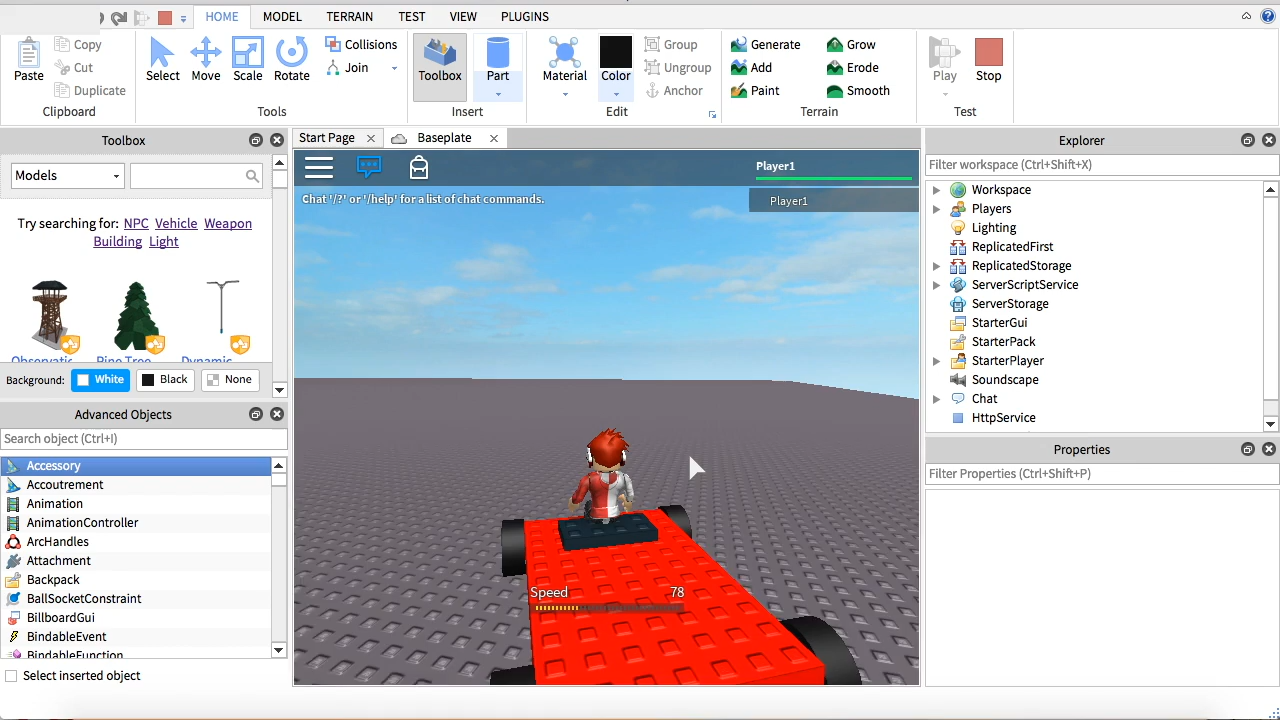 HOME MODEL TERRAIN TEST VIEW PLUGINS
Paste
Copy
Cut
Duplicate
Clipboard
Select Move Scale Rotate
Collisions
Join
Tools
Toolbox Part
Insert
Material Color
Group
Ungroup
Anchor
Edit
Generate Grow
Add Erode
Paint Smooth
Terrain
Play Stop
Test
Toolbox
Models
Try searching for: NPC Vehicle Weapon
Building Light
Observatic... Pine Tree Dynamic...
Background: White Black None
Advanced Objects
Search object (Ctrl+I)
Accessory
Accoutrement
Animation
AnimationController
ArcHandles
Attachment
Backpack
BallSocketConstraint
BillboardGui
BindableEvent
BindableFunction
Select inserted object
Start Page Baseplate
Player1
Chat '/?' or '/help' for a list of chat commands.
Player1
Speed 78
Explorer
Filter workspace (Ctrl+Shift+X)
Workspace
Players
Lighting
ReplicatedFirst
ReplicatedStorage
ServerScriptService
ServerStorage
StarterGui
StarterPack
StarterPlayer
Soundscape
Chat
HttpService
Properties
Filter Properties (Ctrl+Shift+P)